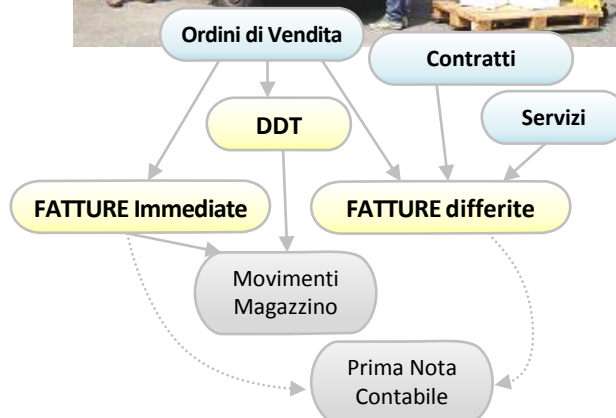 Ordini di Vendita
Contratti
DDT
Servizi
FATTURE Immediate
FATTURE differite
Movimenti
Magazzino
Prima Nota
Contabile